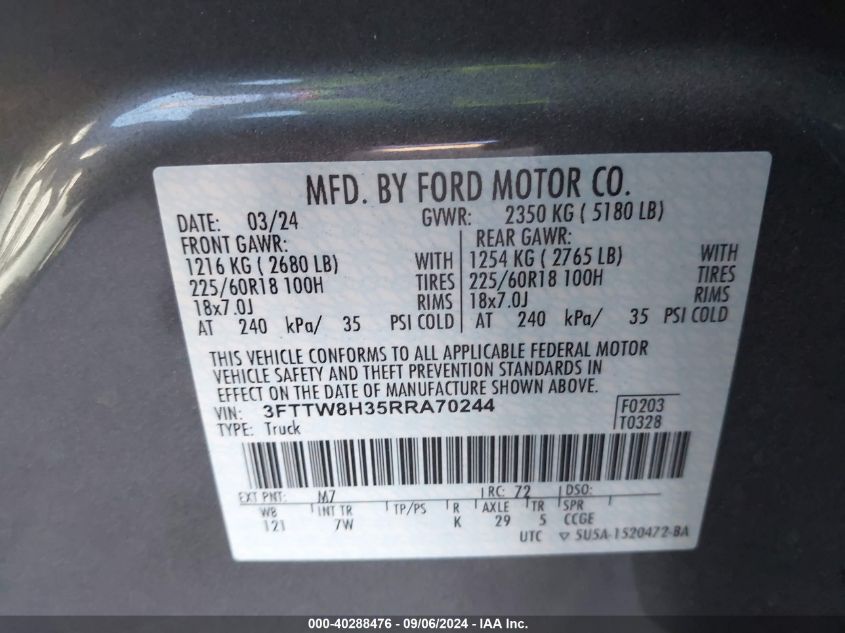 MFD. BY FORD MOTOR CO.
DATE: 03/24 GVWR: 2350 KG ( 5180 LB)
FRONT GAWR: REAR GAWR:
1216 KG ( 2680 LB) WITH 1254 KG ( 2765 LB) WITH
225/60R18 100H TIRES 225/60R18 100H TIRES
18x7.0J RIMS 18x7.0J RIMS
AT 240 kPa/ 35 PSI COLD AT 240 kPa/ 35 PSI COLD
THIS VEHICLE CONFORMS TO ALL APPLICABLE FEDERAL MOTOR
VEHICLE SAFETY AND THEFT PREVENTION STANDARDS IN
EFFECT ON THE DATE OF MANUFACTURE SHOWN ABOVE.
VIN: 3FTTW8H35RRA70244 F0203
TYPE: Truck T0328
EXT PNT: M7 RC: 72 DSO:
WB INT TR TP/PS R AXLE TR SPR
121 7W K 29 5 CCGE
UTC ▽ 5U5A-1520472-BA
000-40288476 - 09/06/2024 - IAA Inc.